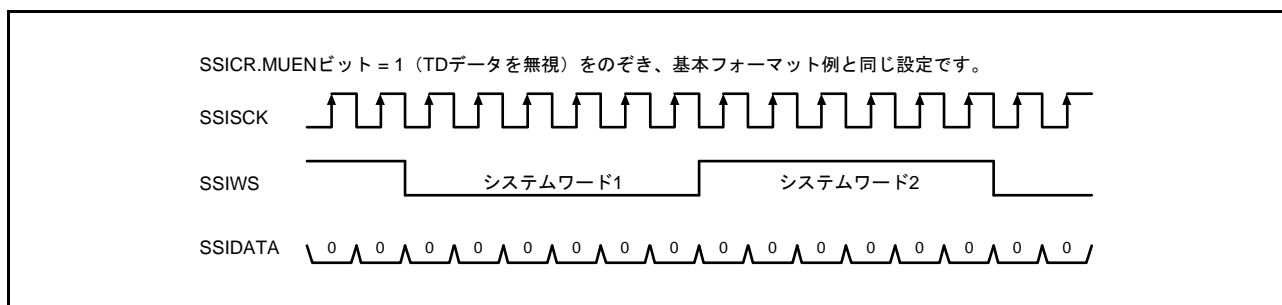 SSICR.MUENビット = 1（TDデータを無視）をのぞき、基本フォーマット例と同じ設定です。
SSISCK
SSIWS システムワード1 システムワード2
SSIDATA 0 0 0 0 0 0 0 0 0 0 0 0 0 0 0 0